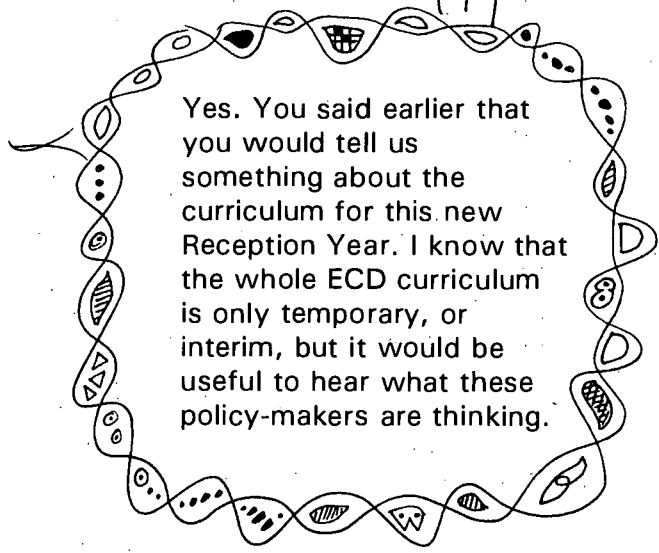 Yes. You said earlier that
you would tell us
something about the
curriculum for this new
Reception Year. I know that
the whole ECD curriculum
is only temporary, or
interim, but it would be
useful to hear what these
policy-makers are thinking.